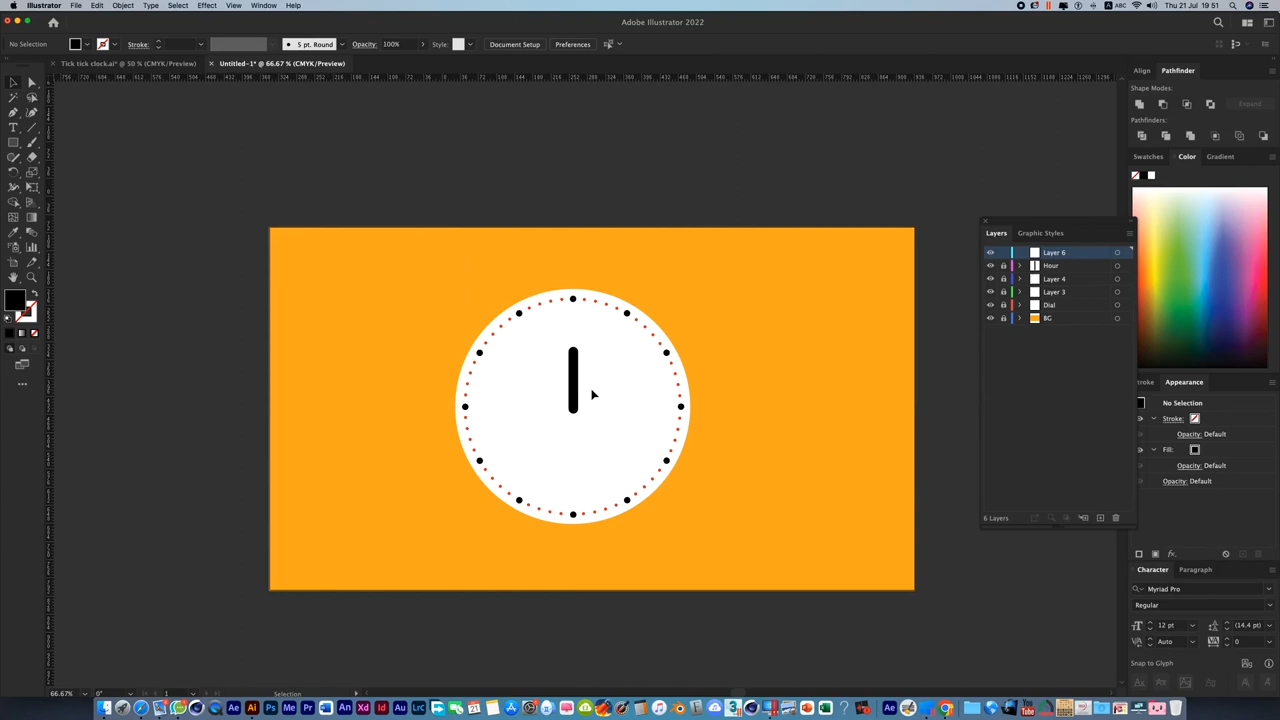 Illustrator File Edit Object Type Select Effect View Window Help
ABC Thu 21 Jul 19 51
Adobe Illustrator 2022
No Selection Stroke: 5 pt. Round Opacity: 100% Style: Document Setup Preferences
Tick tick clock.ai* @ 50 % (CMYK/Preview) Untitled-1* @ 66.67 % (CMYK/Preview)
Align Pathfinder
Shape Modes:
Expand
Pathfinders:
Swatches Color Gradient
Layers Graphic Styles
Layer 6
Hour
Layer 4
Layer 3
Dial
BG
6 Layers
troke Appearance
No Selection
Stroke:
Opacity: Default
Fill:
Opacity: Default
Opacity: Default
Character Paragraph
Myriad Pro
Regular
12 pt (14.4 pt)
Auto 0
Snap to Glyph
66.67% 0° 1 Selection